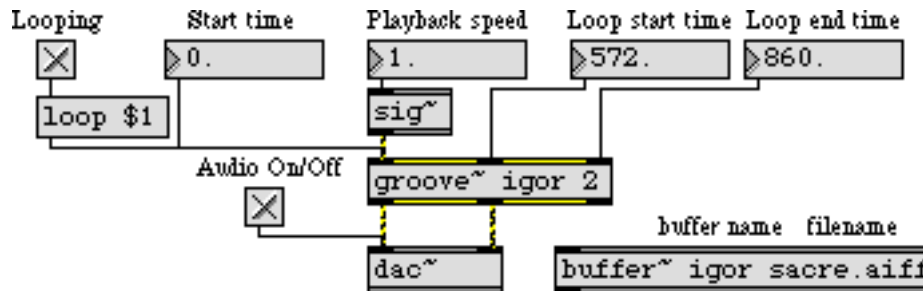 Looping Start time Playback speed Loop start time Loop end time
0. 1. 572. 860.
loop $1 sig~
Audio On/Off
groove~ igor 2
buffer name filename
dac~ buffer~ igor sacre.aiff